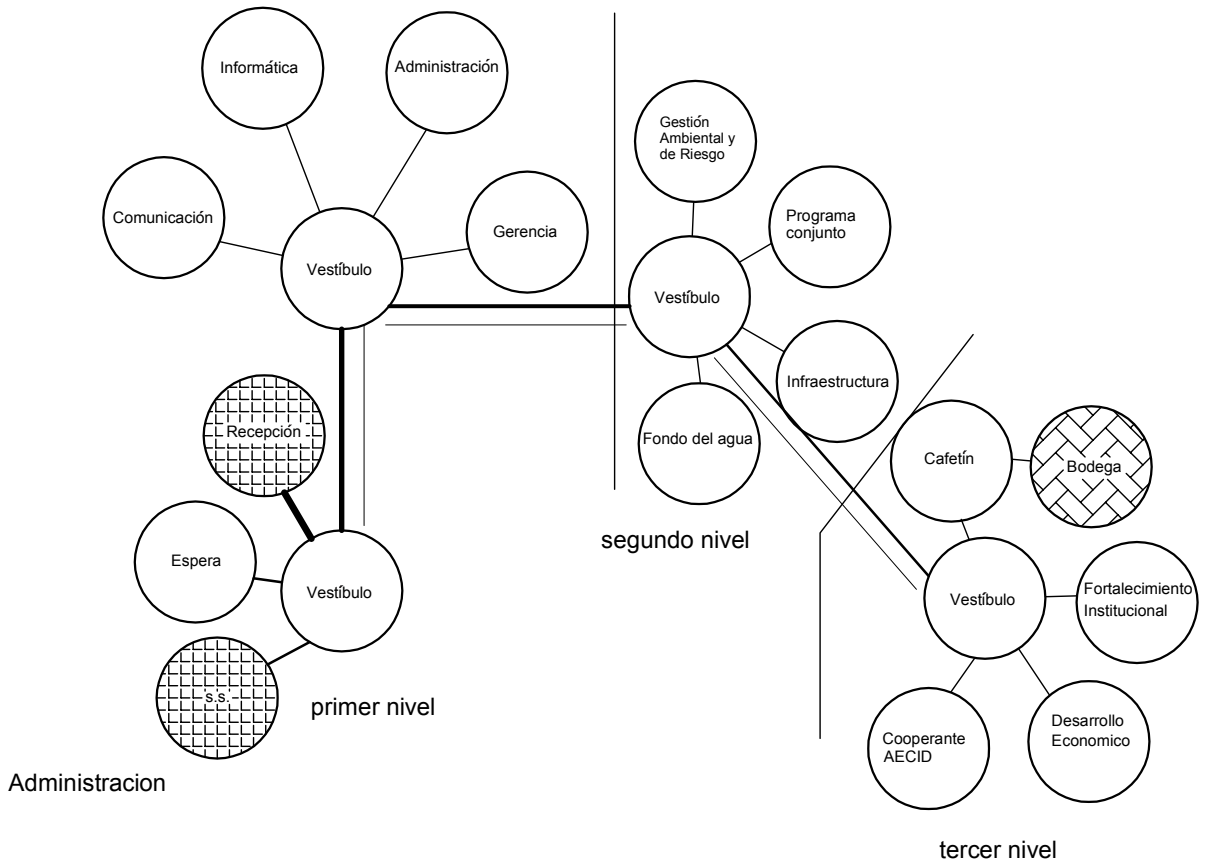 Informática
Administración
Comunicación
Gerencia
Vestíbulo
Gestión
Ambiental y
de Riesgo
Programa
conjunto
Vestíbulo
Infraestructura
Fondo del agua
segundo nivel
Recepción
Espera
Vestíbulo
s.s.
primer nivel
Administracion
Cafetín
Bodega
Vestíbulo
Fortalecimiento
Institucional
Cooperante
AECID
Desarrollo
Economico
tercer nivel